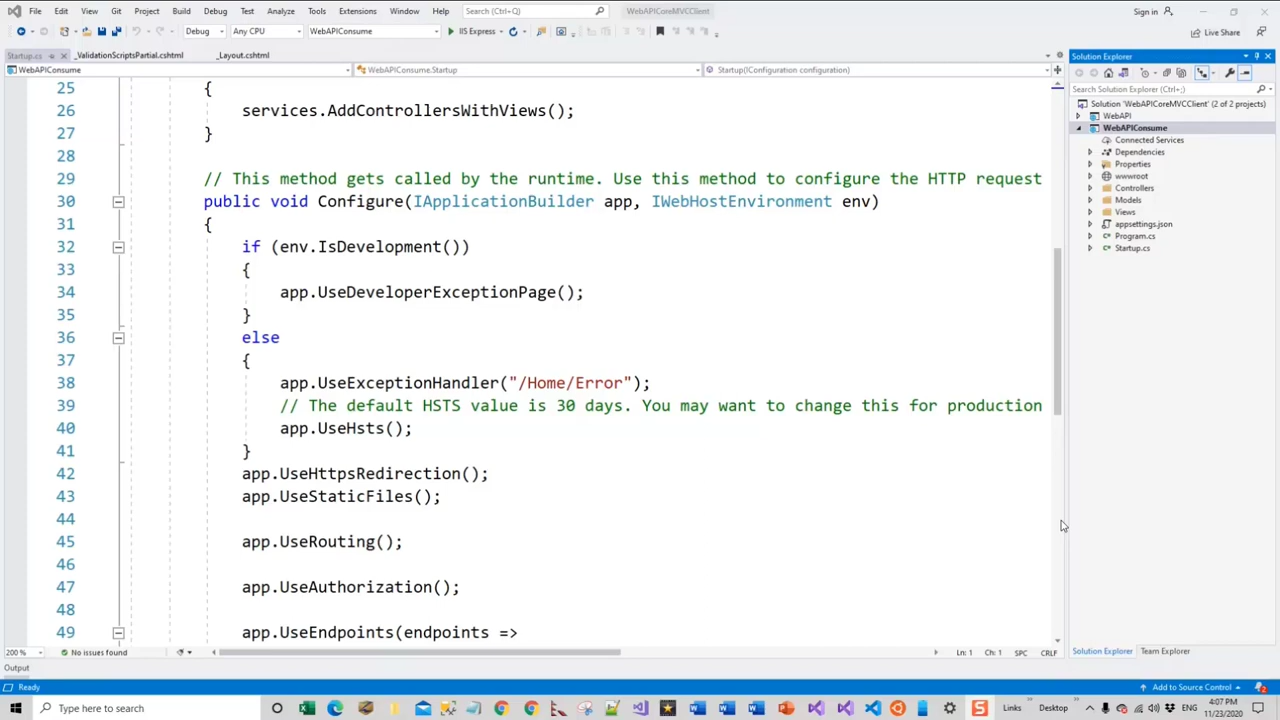 File Edit View Project Build Debug Test Analyze Tools Extensions Window Help Search (Ctrl+Q) WebAPICoreMVCClient Sign in
Debug Any CPU WebAPIConsume IIS Express Live Share
Startup.cs _ValidationScriptsPartial.cshtml _Layout.cshtml
WebAPIConsume WebAPIConsume.Startup Startup(IConfiguration configuration)
25 {
26 services.AddControllersWithViews();
27 }
28
29 // This method gets called by the runtime. Use this method to configure the HTTP request
30 public void Configure(IApplicationBuilder app, IWebHostEnvironment env)
31 {
32 if (env.IsDevelopment())
33 {
34 app.UseDeveloperExceptionPage();
35 }
36 else
37 {
38 app.UseExceptionHandler("/Home/Error");
39 // The default HSTS value is 30 days. You may want to change this for production
40 app.UseHsts();
41 }
42 app.UseHttpsRedirection();
43 app.UseStaticFiles();
44
45 app.UseRouting();
46
47 app.UseAuthorization();
48
49 app.UseEndpoints(endpoints =>
200 % No issues found Ln: 1 Ch: 1 SPC CRLF
Output
Solution Explorer
Search Solution Explorer (Ctrl+;)
Solution 'WebAPICoreMVCClient' (2 of 2 projects)
WebAPI
WebAPIConsume
Connected Services
Dependencies
Properties
wwwroot
Controllers
Models
Views
appsettings.json
Program.cs
Startup.cs
Solution Explorer Team Explorer
Ready Add to Source Control 2
Type here to search Links Desktop ENG 4:07 PM
11/23/2020